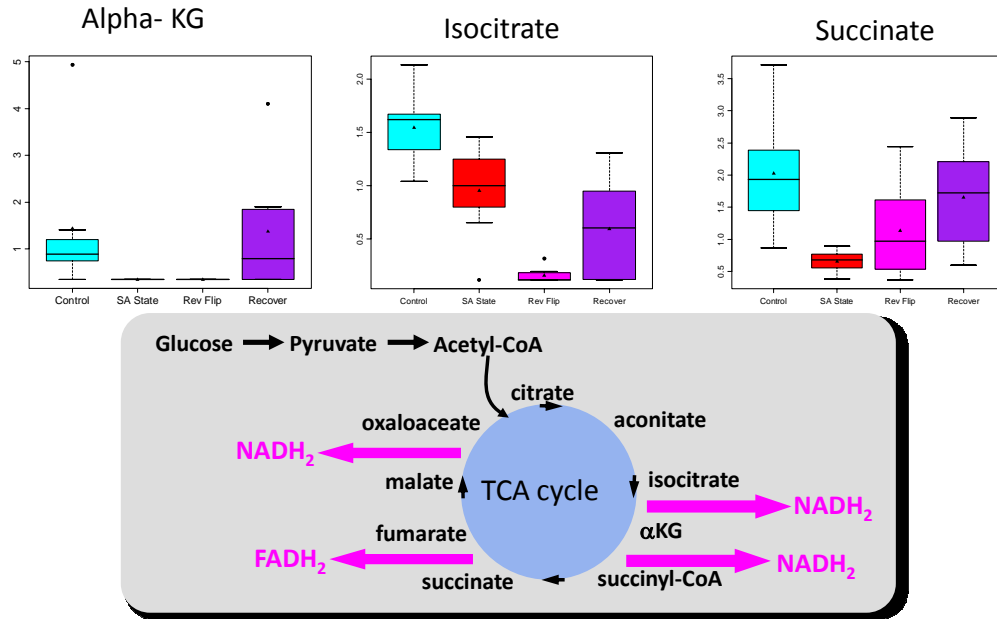 Alpha- KG
5
4
3
2
1
Control
SA State
Rev Flip
Recover
Isocitrate
2.0
1.5
1.0
0.5
Control
SA State
Rev Flip
Recover
Succinate
3.5
3.0
2.5
2.0
1.5
1.0
0.5
Control
SA State
Rev Flip
Recover
Glucose
Pyruvate
Acetyl-CoA
citrate
oxaloaceate
aconitate
NADH₂
malate
TCA cycle
isocitrate
NADH₂
αKG
fumarate
FADH₂
succinate
succinyl-CoA
NADH₂